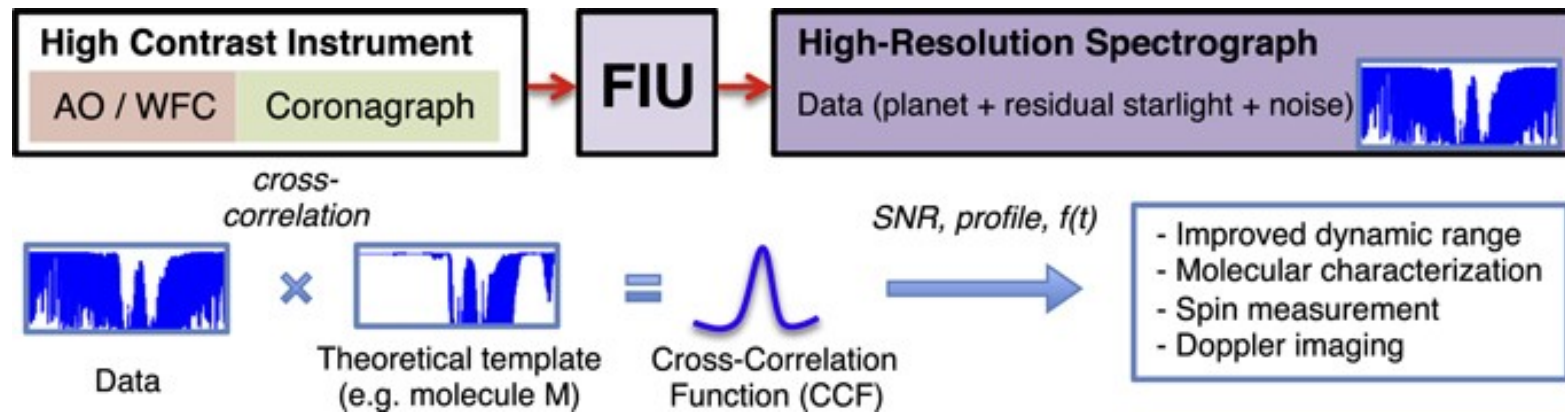 High Contrast Instrument
AO / WFC
Coronagraph
FIU
High-Resolution Spectrograph
Data (planet + residual starlight + noise)
cross-
correlation
Data
×
Theoretical template
(e.g. molecule M)
=
Cross-Correlation
Function (CCF)
SNR, profile, f(t)
- Improved dynamic range
- Molecular characterization
- Spin measurement
- Doppler imaging